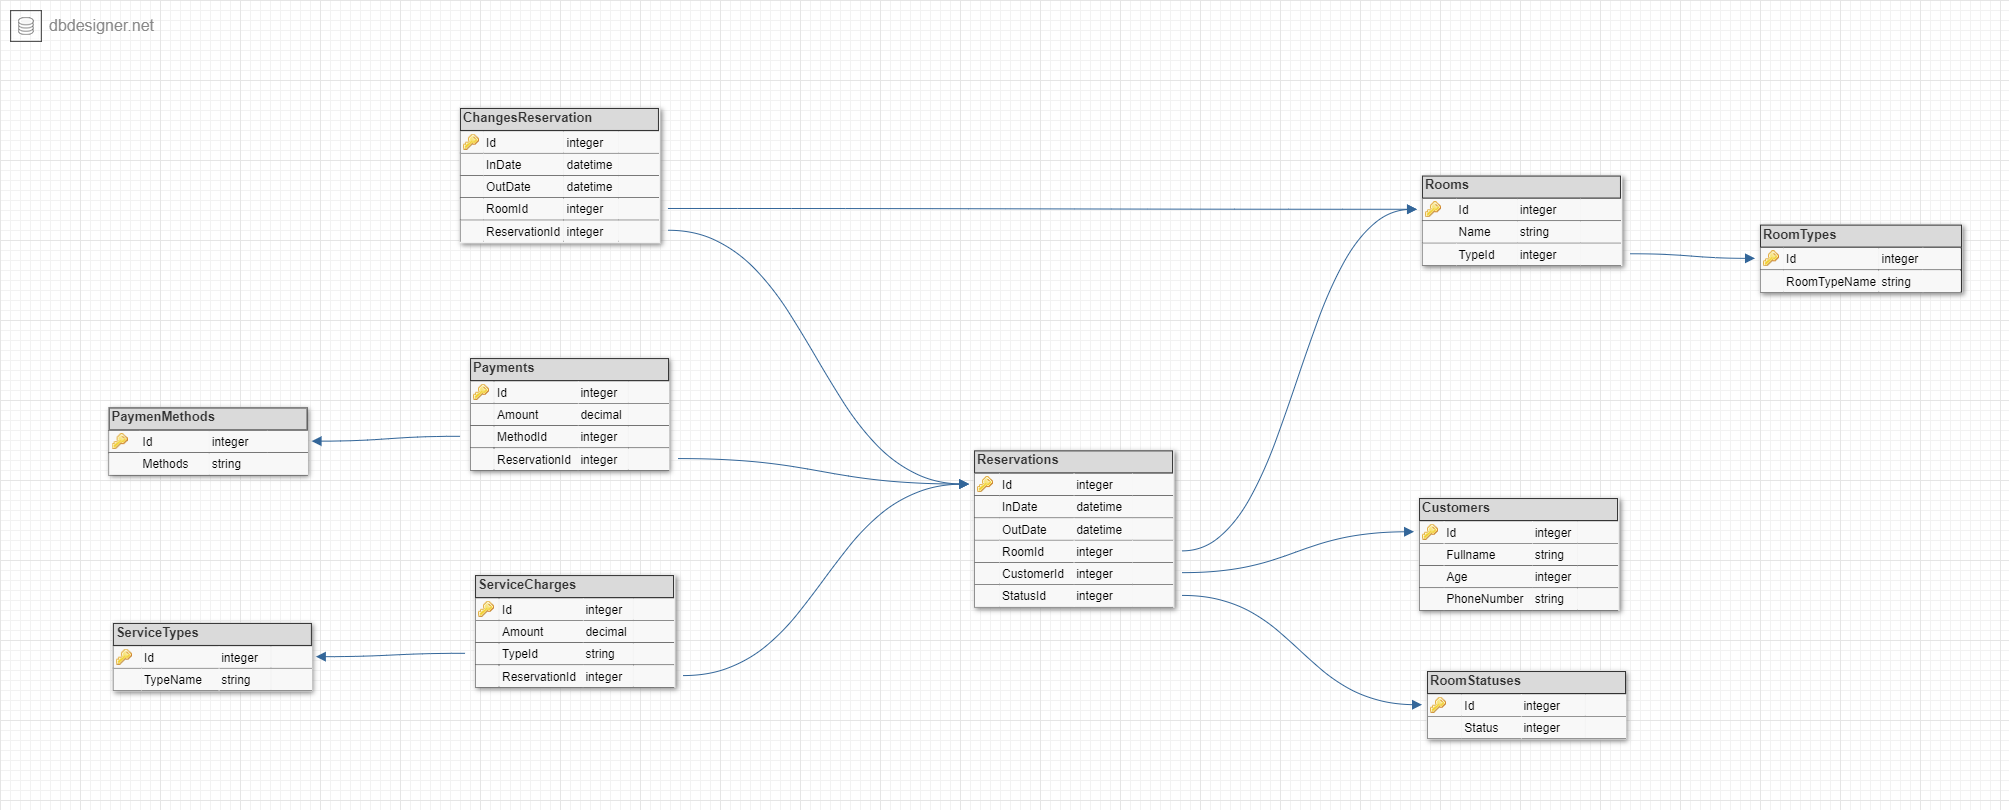 dbdesigner.net
ChangesReservation
Id integer
InDate datetime
OutDate datetime
RoomId integer
ReservationId integer
Rooms
Id integer
Name string
TypeId integer
RoomTypes
Id integer
RoomTypeName string
Payments
Id integer
Amount decimal
MethodId integer
ReservationId integer
PaymenMethods
Id integer
Methods string
Reservations
Id integer
InDate datetime
OutDate datetime
RoomId integer
CustomerId integer
StatusId integer
Customers
Id integer
Fullname string
Age integer
PhoneNumber string
ServiceCharges
Id integer
Amount decimal
TypeId string
ReservationId integer
ServiceTypes
Id integer
TypeName string
RoomStatuses
Id integer
Status integer